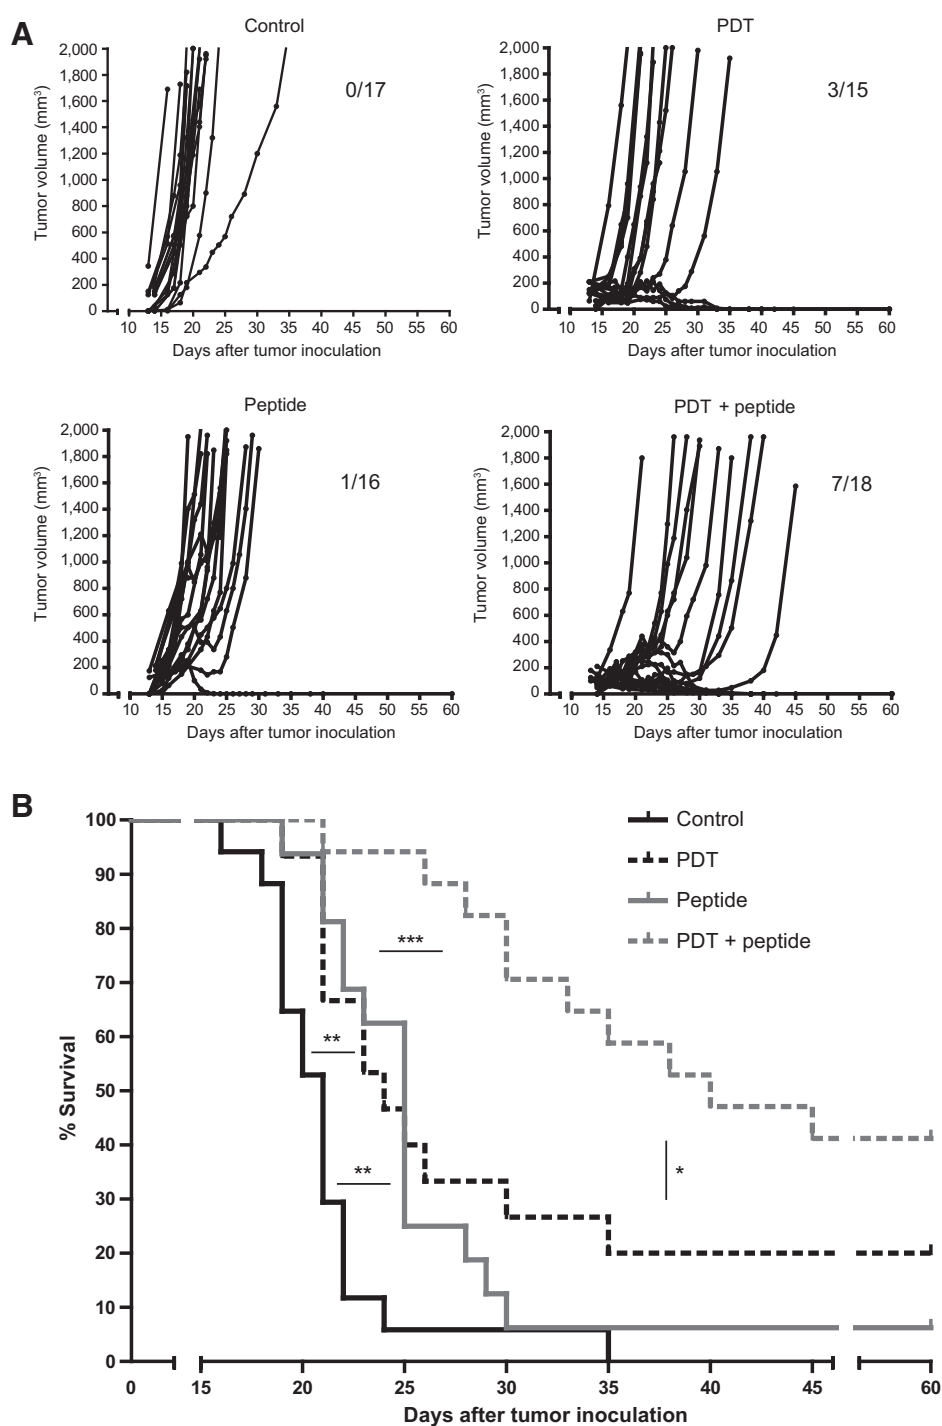 A
Control
PDT
2,000
1,800
1,600
1,400
1,200
1,000
800
600
400
200
0
Tumor volume (mm³)
0/17
10 15 20 25 30 35 40 45 50 55 60
Days after tumor inoculation
2,000
1,800
1,600
1,400
1,200
1,000
800
600
400
200
0
Tumor volume (mm³)
3/15
10 15 20 25 30 35 40 45 50 55 60
Days after tumor inoculation
Peptide
PDT + peptide
2,000
1,800
1,600
1,400
1,200
1,000
800
600
400
200
0
Tumor volume (mm³)
1/16
10 15 20 25 30 35 40 45 50 55 60
Days after tumor inoculation
2,000
1,800
1,600
1,400
1,200
1,000
800
600
400
200
0
Tumor volume (mm³)
7/18
10 15 20 25 30 35 40 45 50 55 60
Days after tumor inoculation
B
100
90
80
70
60
50
40
30
20
10
0
% Survival
Control
PDT
Peptide
PDT + peptide
***
**
**
*
0 15 20 25 30 35 40 45 60
Days after tumor inoculation